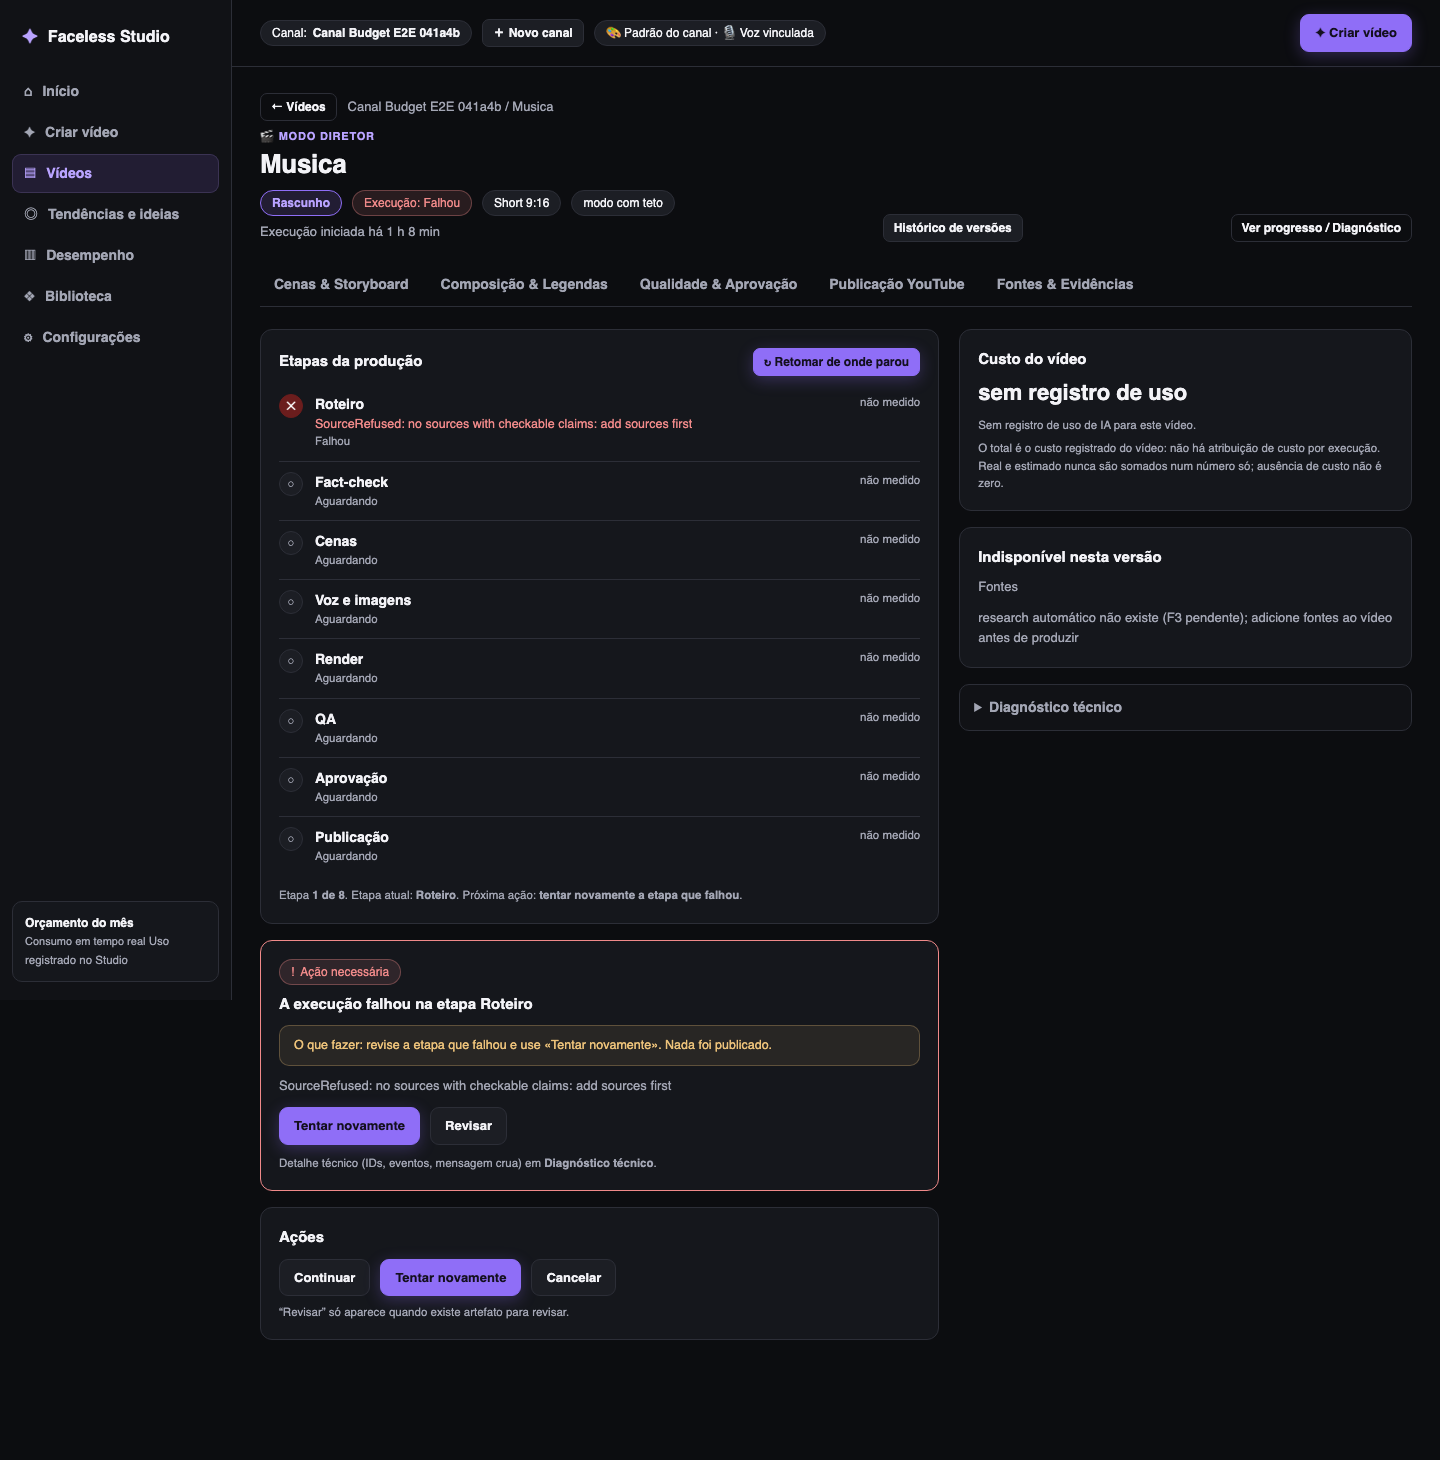 Faceless Studio
Início
Criar vídeo
Vídeos
Tendências e ideias
Desempenho
Biblioteca
Configurações
Orçamento do mês
Consumo em tempo real Uso
registrado no Studio
Canal: Canal Budget E2E 041a4b
+ Novo canal
Padrão do canal · Voz vinculada
✦ Criar vídeo
← Vídeos
Canal Budget E2E 041a4b / Musica
MODO DIRETOR
Musica
Rascunho
Execução: Falhou
Short 9:16
modo com teto
Execução iniciada há 1 h 8 min
Histórico de versões
Ver progresso / Diagnóstico
Cenas & Storyboard
Composição & Legendas
Qualidade & Aprovação
Publicação YouTube
Fontes & Evidências
Etapas da produção
↻ Retomar de onde parou
Roteiro
não medido
SourceRefused: no sources with checkable claims: add sources first
Falhou
Fact-check
não medido
Aguardando
Cenas
não medido
Aguardando
Voz e imagens
não medido
Aguardando
Render
não medido
Aguardando
QA
não medido
Aguardando
Aprovação
não medido
Aguardando
Publicação
não medido
Aguardando
Etapa 1 de 8. Etapa atual: Roteiro. Próxima ação: tentar novamente a etapa que falhou.
! Ação necessária
A execução falhou na etapa Roteiro
O que fazer: revise a etapa que falhou e use «Tentar novamente». Nada foi publicado.
SourceRefused: no sources with checkable claims: add sources first
Tentar novamente
Revisar
Detalhe técnico (IDs, eventos, mensagem crua) em Diagnóstico técnico.
Ações
Continuar
Tentar novamente
Cancelar
“Revisar” só aparece quando existe artefato para revisar.
Custo do vídeo
sem registro de uso
Sem registro de uso de IA para este vídeo.
O total é o custo registrado do vídeo: não há atribuição de custo por execução.
Real e estimado nunca são somados num número só; ausência de custo não é
zero.
Indisponível nesta versão
Fontes
research automático não existe (F3 pendente); adicione fontes ao vídeo
antes de produzir
▶ Diagnóstico técnico